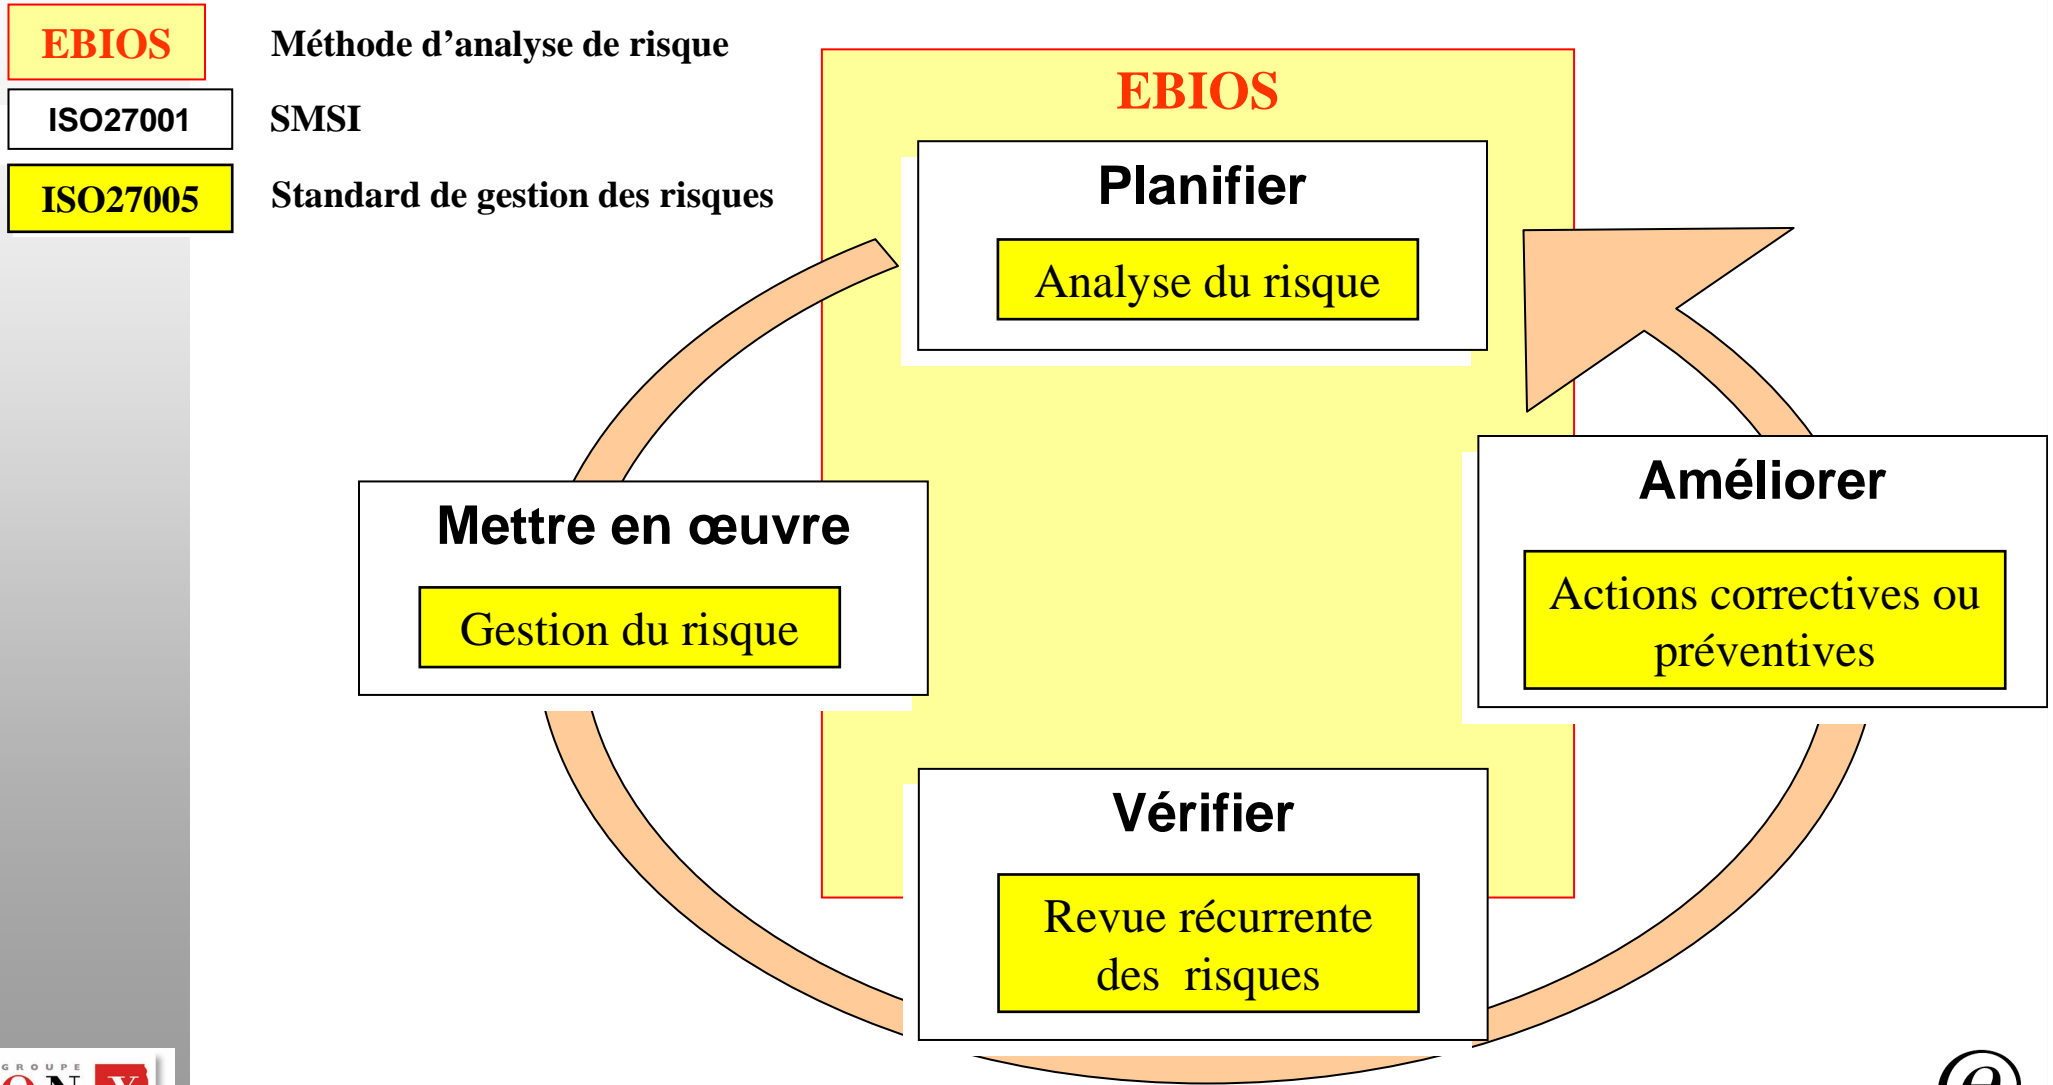 EBIOS
Méthode d'analyse de risque
ISO27001
SMSI
ISO27005
Standard de gestion des risques
EBIOS
Planifier
Analyse du risque
Mettre en œuvre
Gestion du risque
Améliorer
Actions correctives ou
préventives
Vérifier
Revue récurrente
des risques
GROUPE